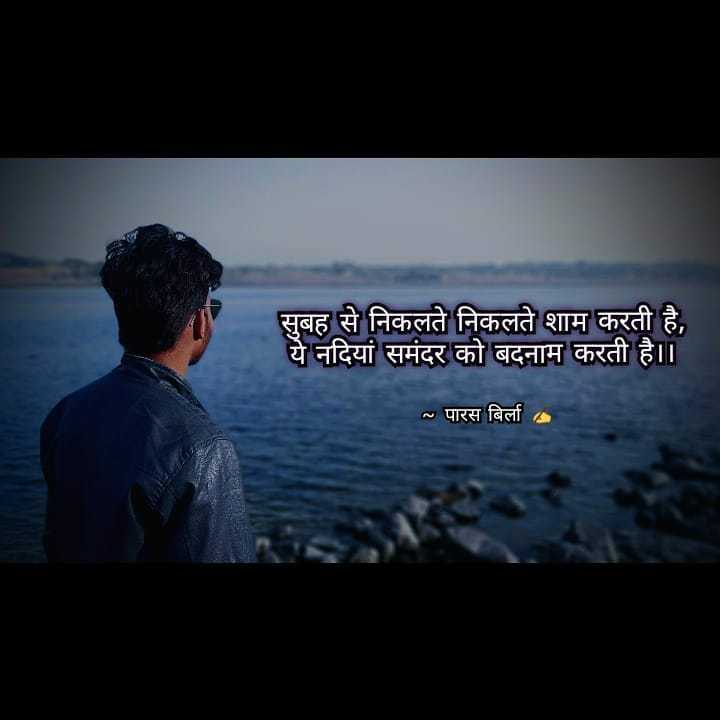 सुबह से निकलते निकलते शाम करती है,
ये नदियां समंदर को बदनाम करती है।।
~ पारस बिर्ला ✍